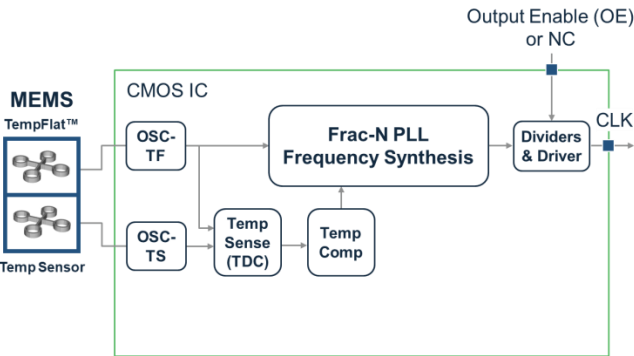 Output Enable (OE)
or NC
MEMS
TempFlat™
CMOS IC
CLK
OSC-
TF
Frac-N PLL
Frequency Synthesis
Dividers
& Driver
OSC-
TS
Temp
Sense
(TDC)
Temp
Comp
Temp Sensor